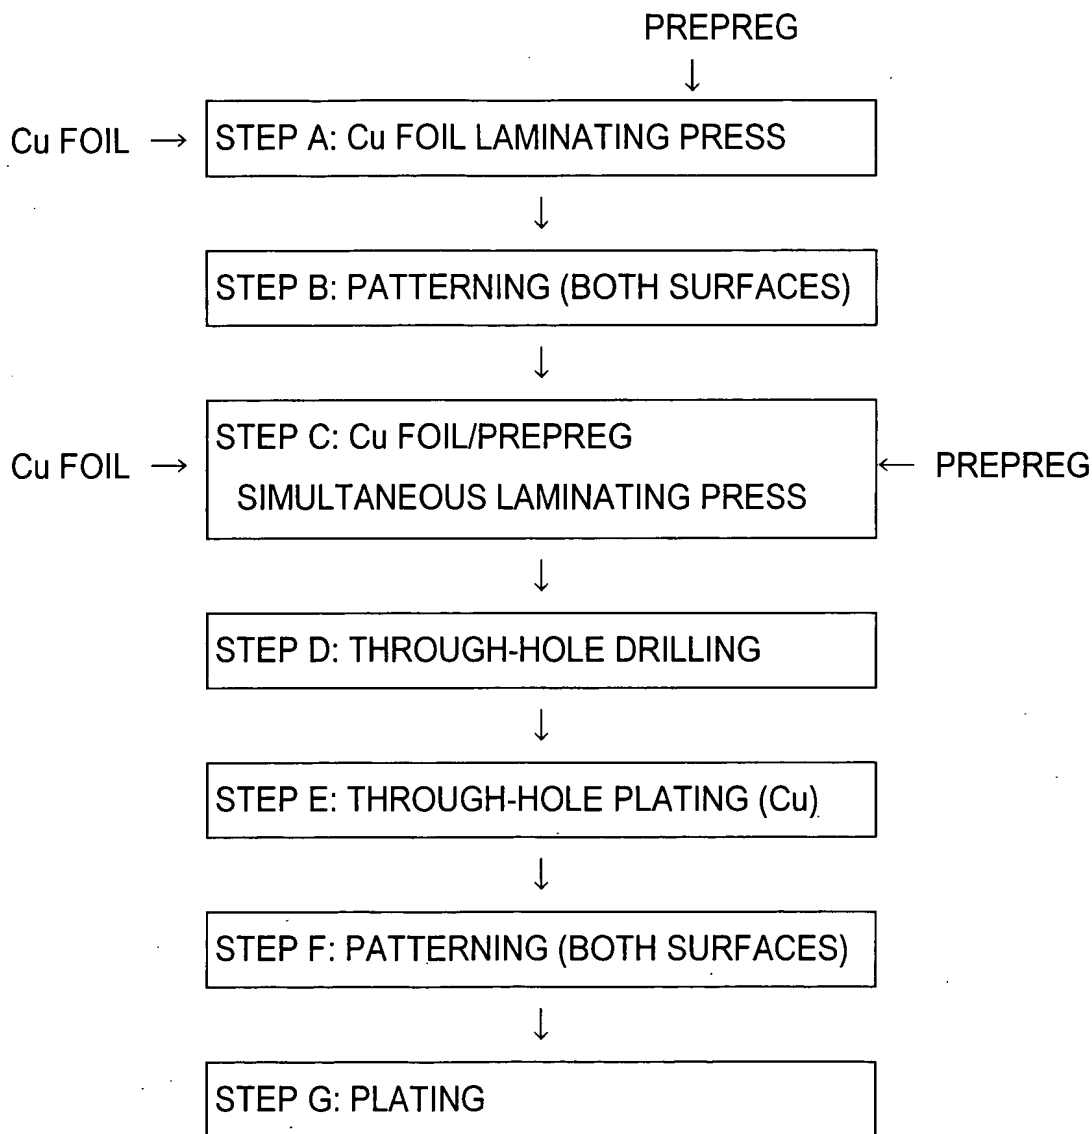 PREPREG
↓
Cu FOIL → STEP A: Cu FOIL LAMINATING PRESS
↓
STEP B: PATTERNING (BOTH SURFACES)
↓
STEP C: Cu FOIL/PREPREG
Cu FOIL → ← PREPREG
SIMULTANEOUS LAMINATING PRESS
↓
STEP D: THROUGH-HOLE DRILLING
↓
STEP E: THROUGH-HOLE PLATING (Cu)
↓
STEP F: PATTERNING (BOTH SURFACES)
↓
STEP G: PLATING